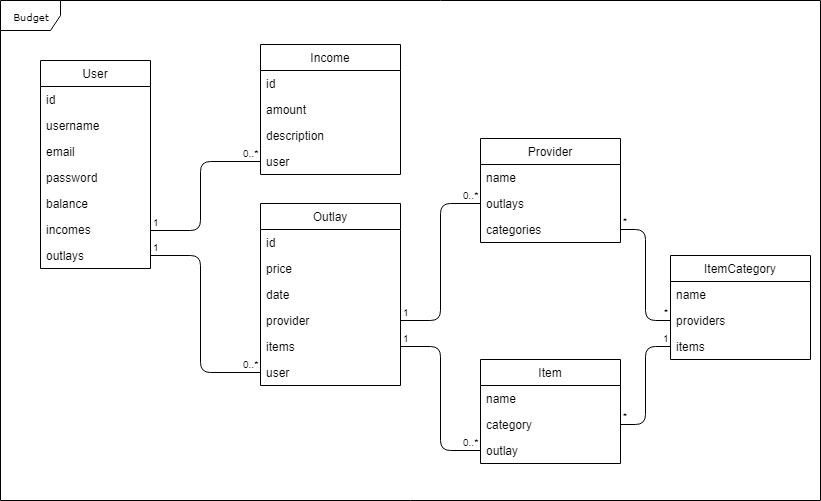 Budget
User
id
username
email
password
balance
incomes
outlays
1
1
Income
id
amount
description
user
0..*
Outlay
id
price
date
provider
items
user
0..*
1
1
Provider
name
outlays
categories
0..*
*
Item
name
category
outlay
0..*
*
ItemCategory
name
providers
items
*
1